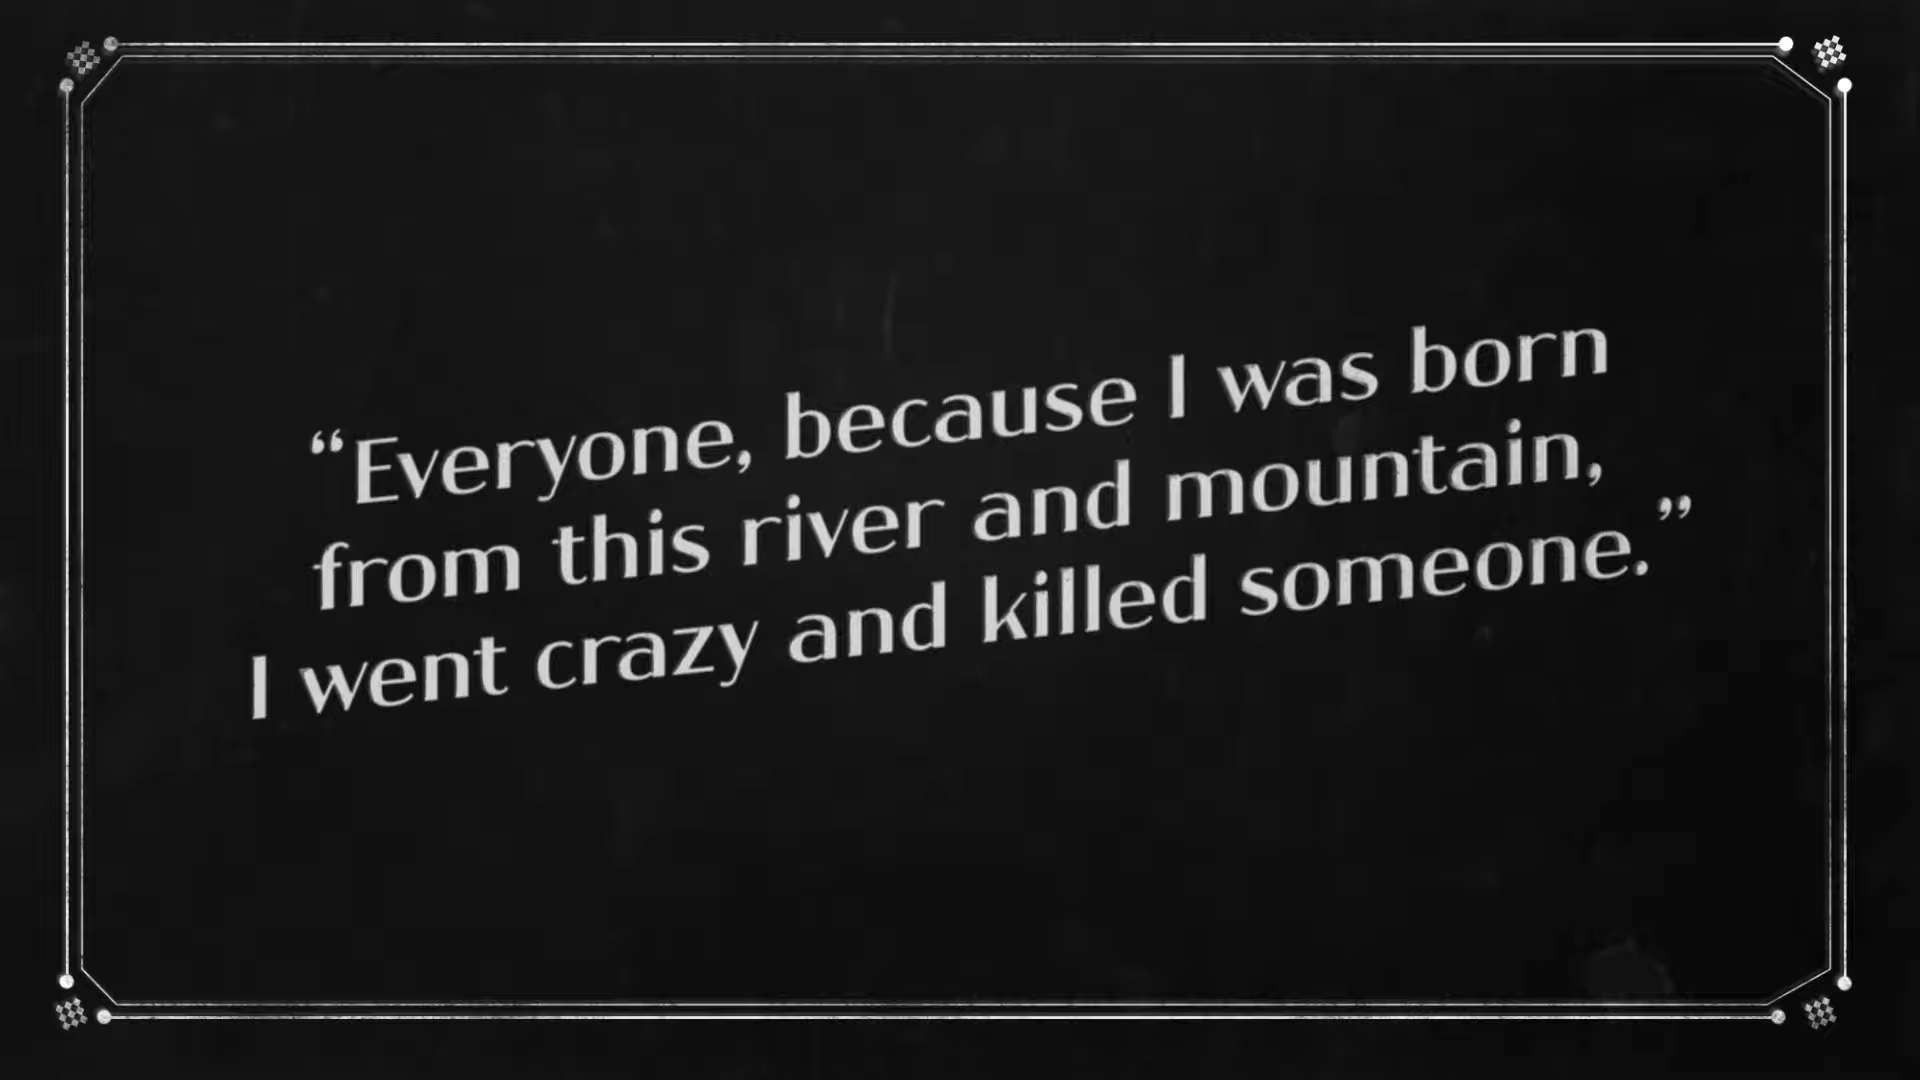 “Everyone, because I was born
from this river and mountain,
I went crazy and killed someone.”